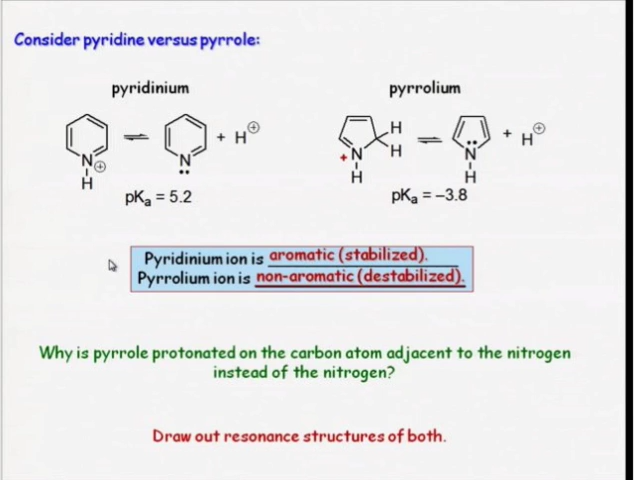 Consider pyridine versus pyrrole:
pyridinium
pyrrolium
N ⊕
H
N
+ H⊕
pKa = 5.2
H
H
+ N
H
N
H
+ H⊕
pKa = –3.8
Pyridinium ion is aromatic (stabilized).
Pyrrolium ion is non-aromatic (destabilized).
Why is pyrrole protonated on the carbon atom adjacent to the nitrogen
instead of the nitrogen?
Draw out resonance structures of both.